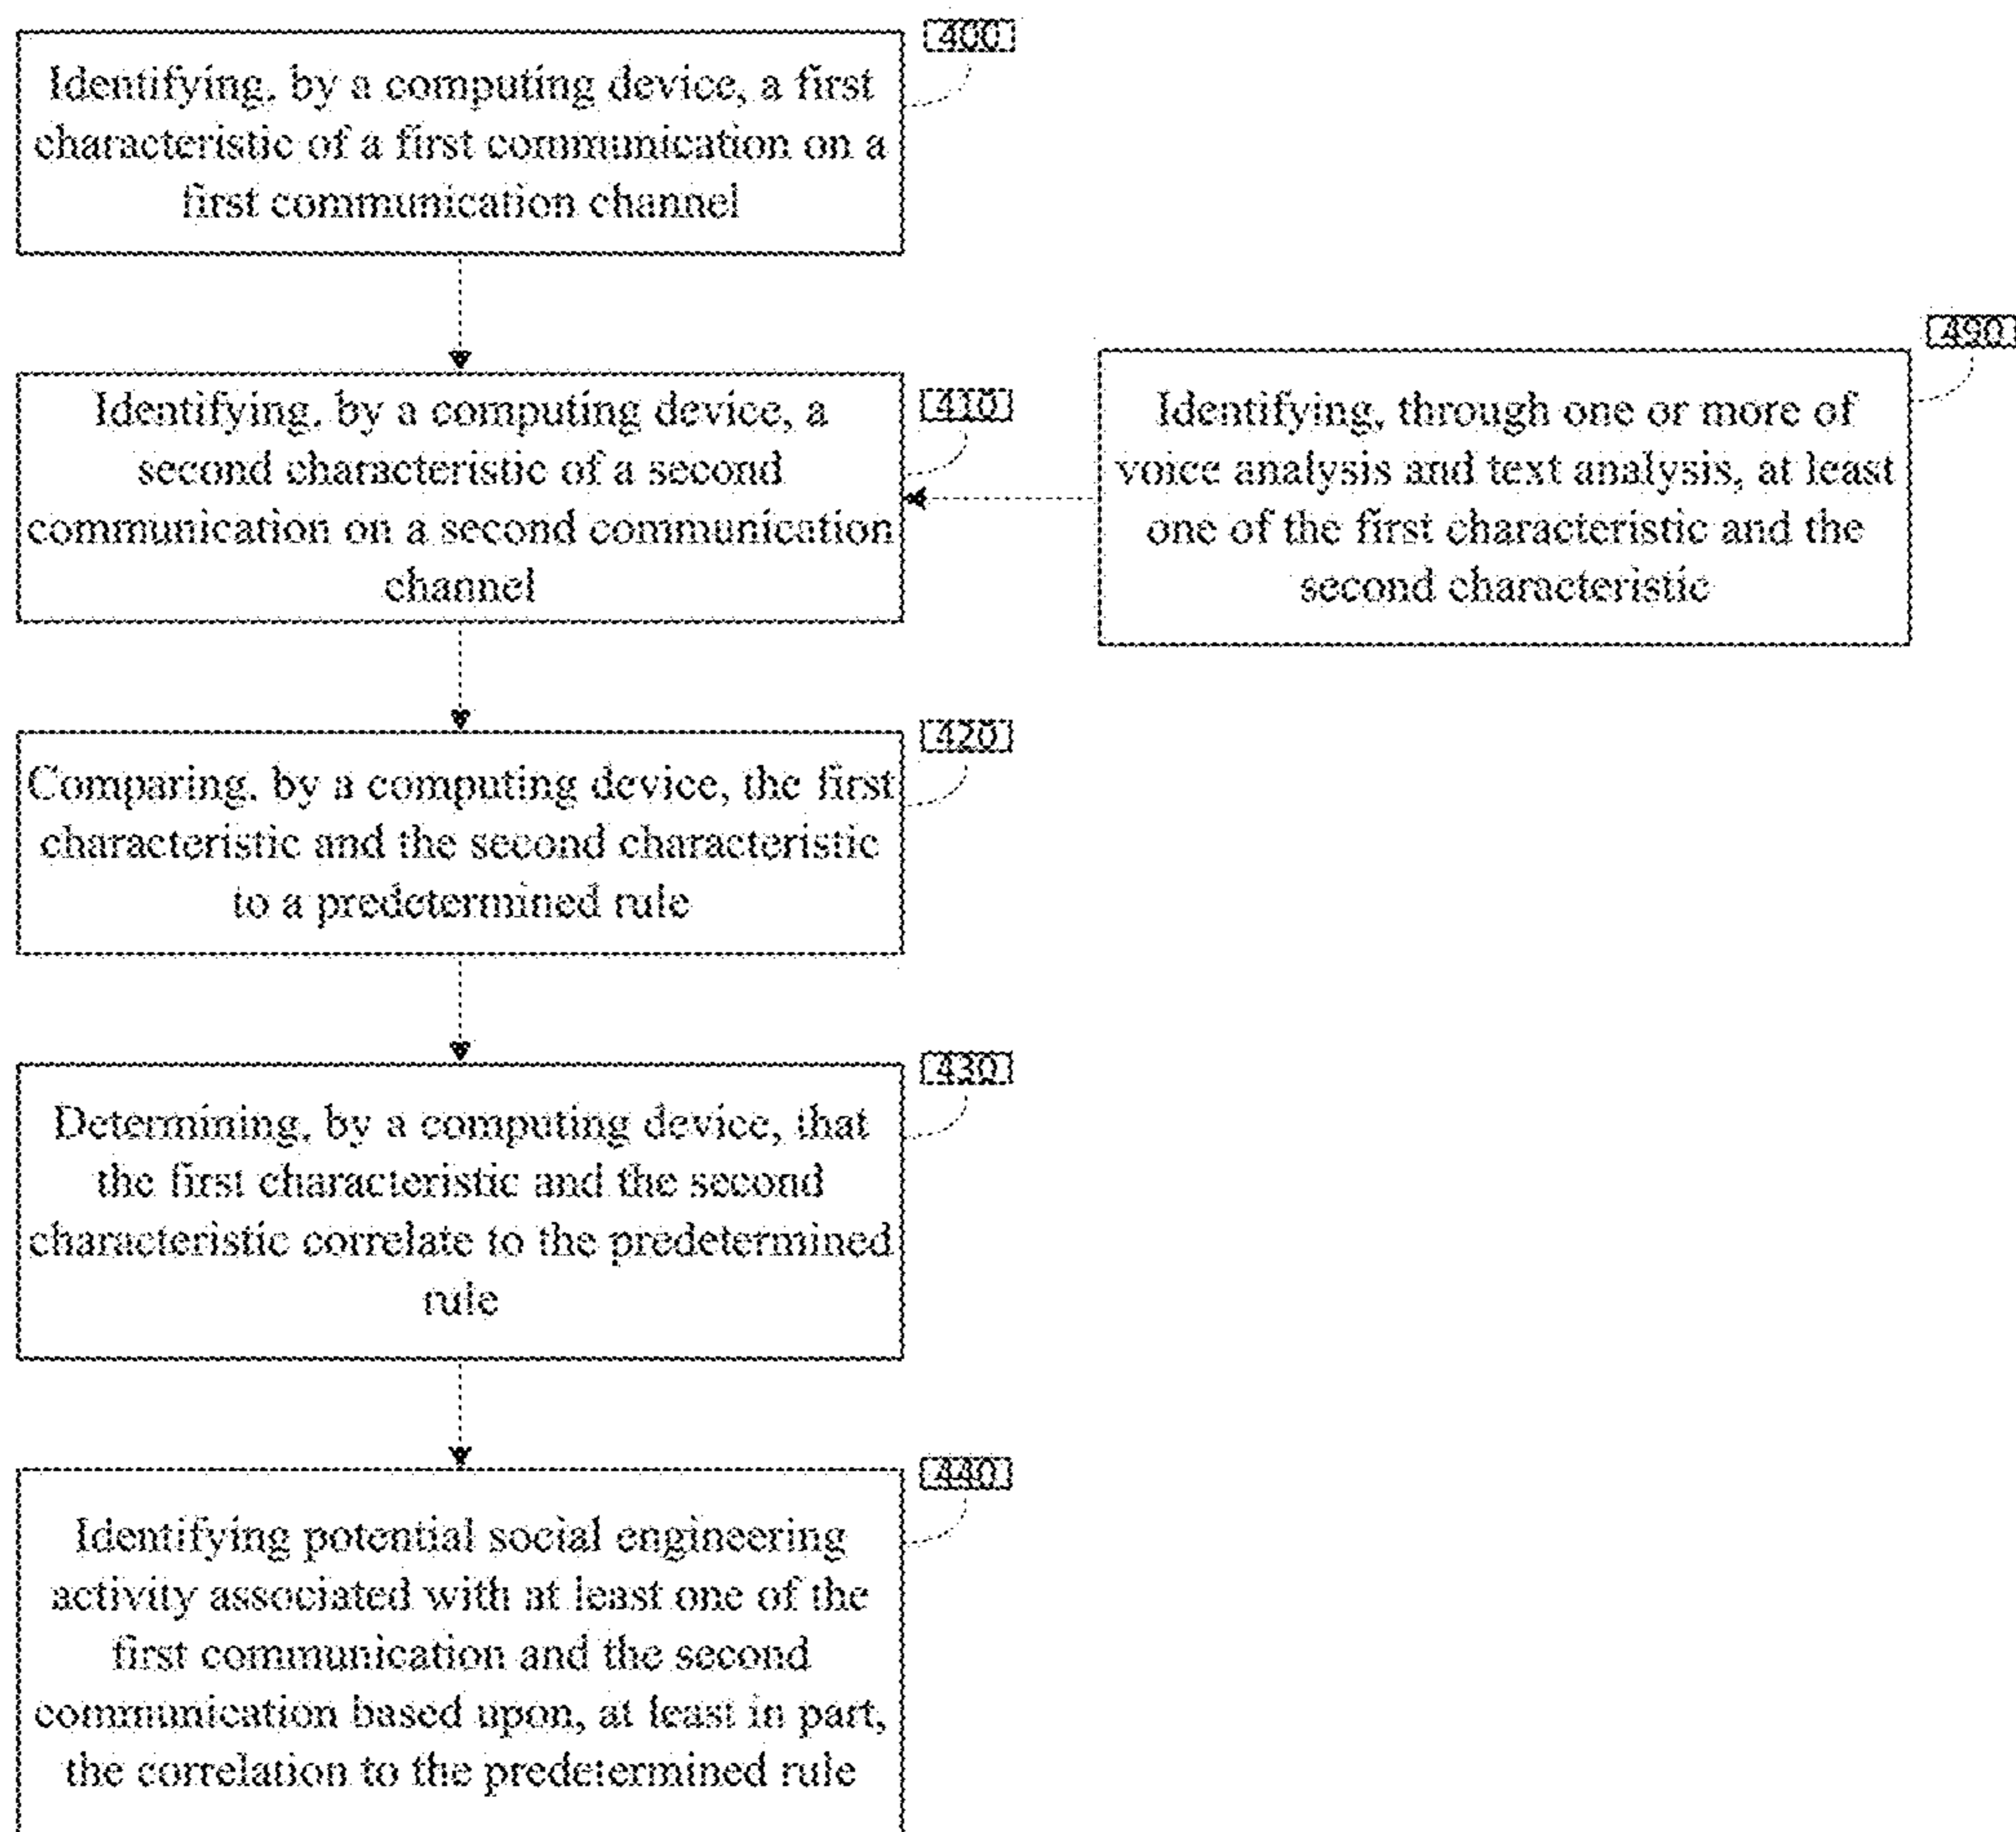 400
Identifying, by a computing device, a first
characteristic of a first communication on a
first communication channel
490
Identifying, by a computing device, a
second characteristic of a second
communication on a second communication
channel
410
Identifying, through one or more of
voice analysis and text analysis, at least
one of the first characteristic and the
second characteristic
Comparing, by a computing device, the first
characteristic and the second characteristic
to a predetermined rule
420
Determining, by a computing device, that
the first characteristic and the second
characteristic correlate to the predetermined
rule
430
Identifying potential social engineering
activity associated with at least one of the
first communication and the second
communication based upon, at least in part,
the correlation to the predetermined rule
440